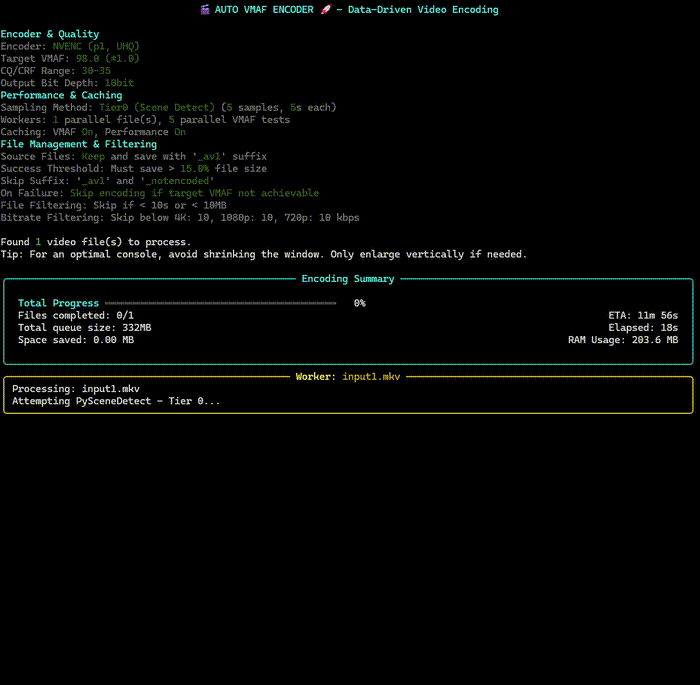 🎬 AUTO VMAF ENCODER 🚀 - Data-Driven Video Encoding
Encoder & Quality
Encoder: NVENC (p1, UHQ)
Target VMAF: 98.0 (±1.0)
CQ/CRF Range: 30-35
Output Bit Depth: 10bit
Performance & Caching
Sampling Method: Tier0 (Scene Detect) (5 samples, 5s each)
Workers: 1 parallel file(s), 5 parallel VMAF tests
Caching: VMAF On, Performance On
File Management & Filtering
Source Files: Keep and save with '_av1' suffix
Success Threshold: Must save > 15.0% file size
Skip Suffix: '_av1' and '_notencoded'
On Failure: Skip encoding if target VMAF not achievable
File Filtering: Skip if < 10s or < 10MB
Bitrate Filtering: Skip below 4K: 10, 1080p: 10, 720p: 10 kbps
Found 1 video file(s) to process.
Tip: For an optimal console, avoid shrinking the window. Only enlarge vertically if needed.
Encoding Summary
Total Progress 0%
Files completed: 0/1 ETA: 11m 56s
Total queue size: 332MB Elapsed: 18s
Space saved: 0.00 MB RAM Usage: 203.6 MB
Worker: input1.mkv
Processing: input1.mkv
Attempting PySceneDetect - Tier 0...